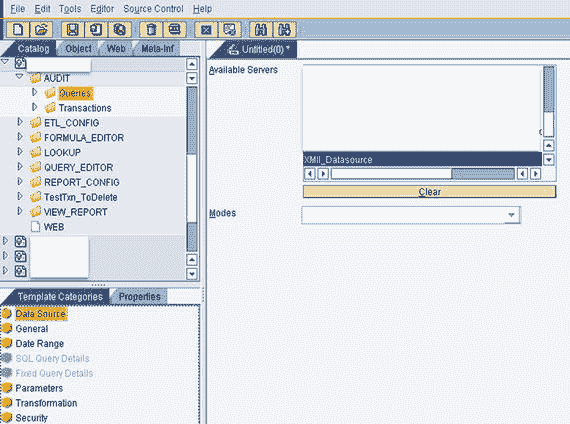 File Edit Tools Editor Source Control Help
Catalog Object Web Meta-Inf
Untitled(0) *
AUDIT
Queries
Transactions
ETL_CONFIG
FORMULA_EDITOR
LOOKUP
QUERY_EDITOR
REPORT_CONFIG
TestTxn_ToDelete
VIEW_REPORT
WEB
Available Servers
XMII_Datasource
Clear
Modes
Template Categories Properties
Data Source
General
Date Range
SQL Query Details
Fixed Query Details
Parameters
Transformation
Security